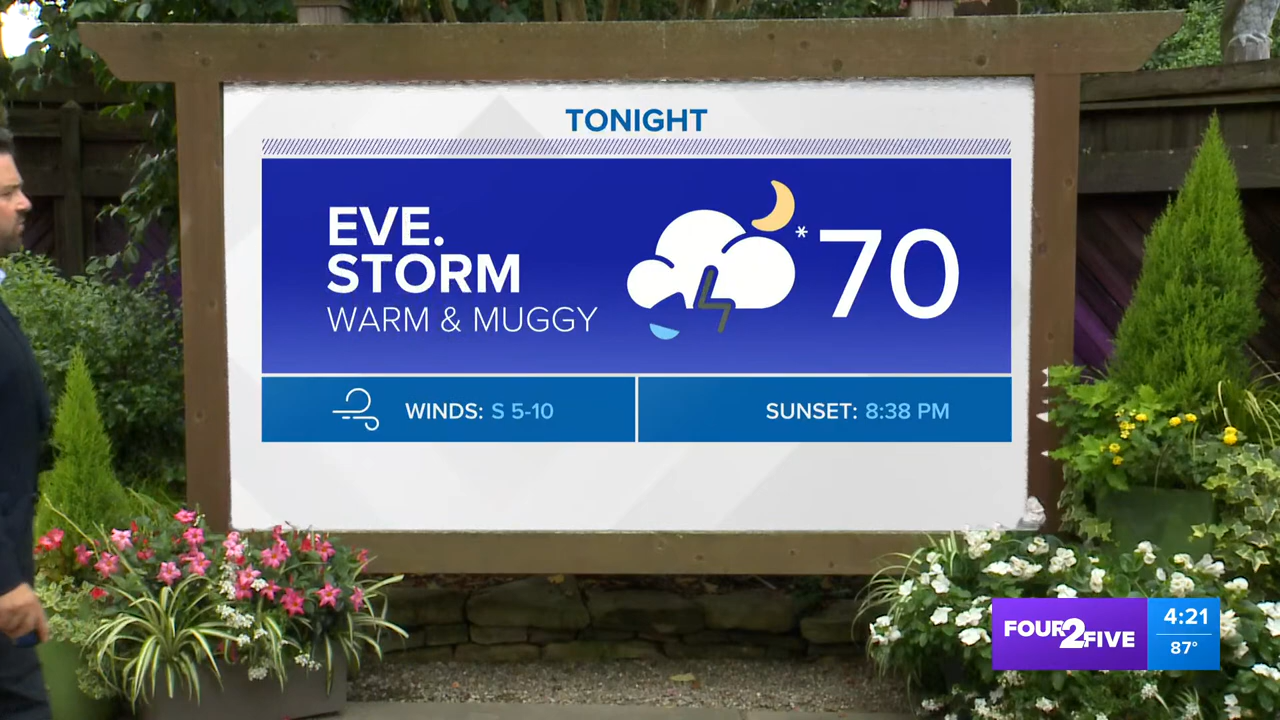 TONIGHT
EVE.
STORM
WARM & MUGGY
*70
WINDS: S 5-10
SUNSET: 8:38 PM
FOUR2FIVE
4:21
87°